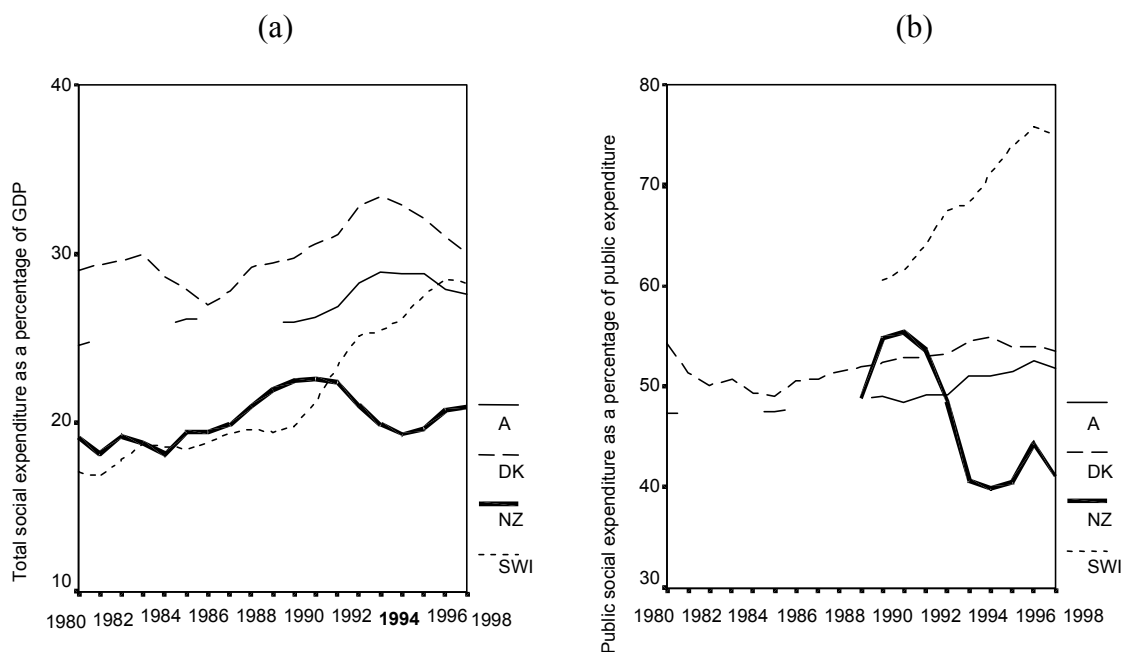 (a)
Total social expenditure as a percentage of GDP
40
30
20
10
1980 1982 1984 1986 1988 1990 1992 1994 1996 1998
A
DK
NZ
SWI
(b)
Public social expenditure as a percentage of public expenditure
80
70
60
50
40
30
1980 1982 1984 1986 1988 1990 1992 1994 1996 1998
A
DK
NZ
SWI